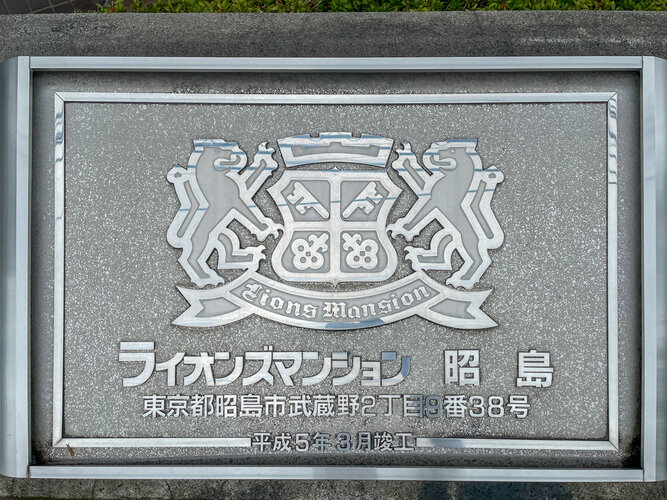 Lions Mansion
ライオンズマンション 昭島
東京都昭島市武蔵野2丁目9番38号
平成5年3月竣工